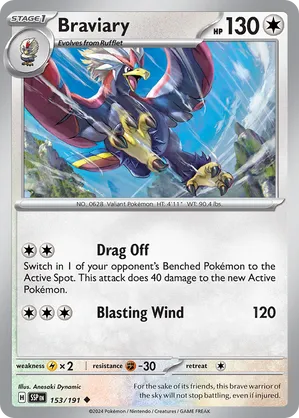 STAGE1 Braviary HP 130
Evolves from Rufflet
NO. 0628 Valiant Pokémon HT: 4'11" WT: 90.4 lbs.
Drag Off
Switch in 1 of your opponent's Benched Pokémon to the
Active Spot. This attack does 40 damage to the new Active
Pokémon.
Blasting Wind 120
weakness ×2 resistance -30 retreat
Illus. Anesaki Dynamic
H SSP EN 153/191
For the sake of its friends, this brave warrior of
the sky will not stop battling, even if injured.
©2024 Pokémon / Nintendo / Creatures / GAME FREAK